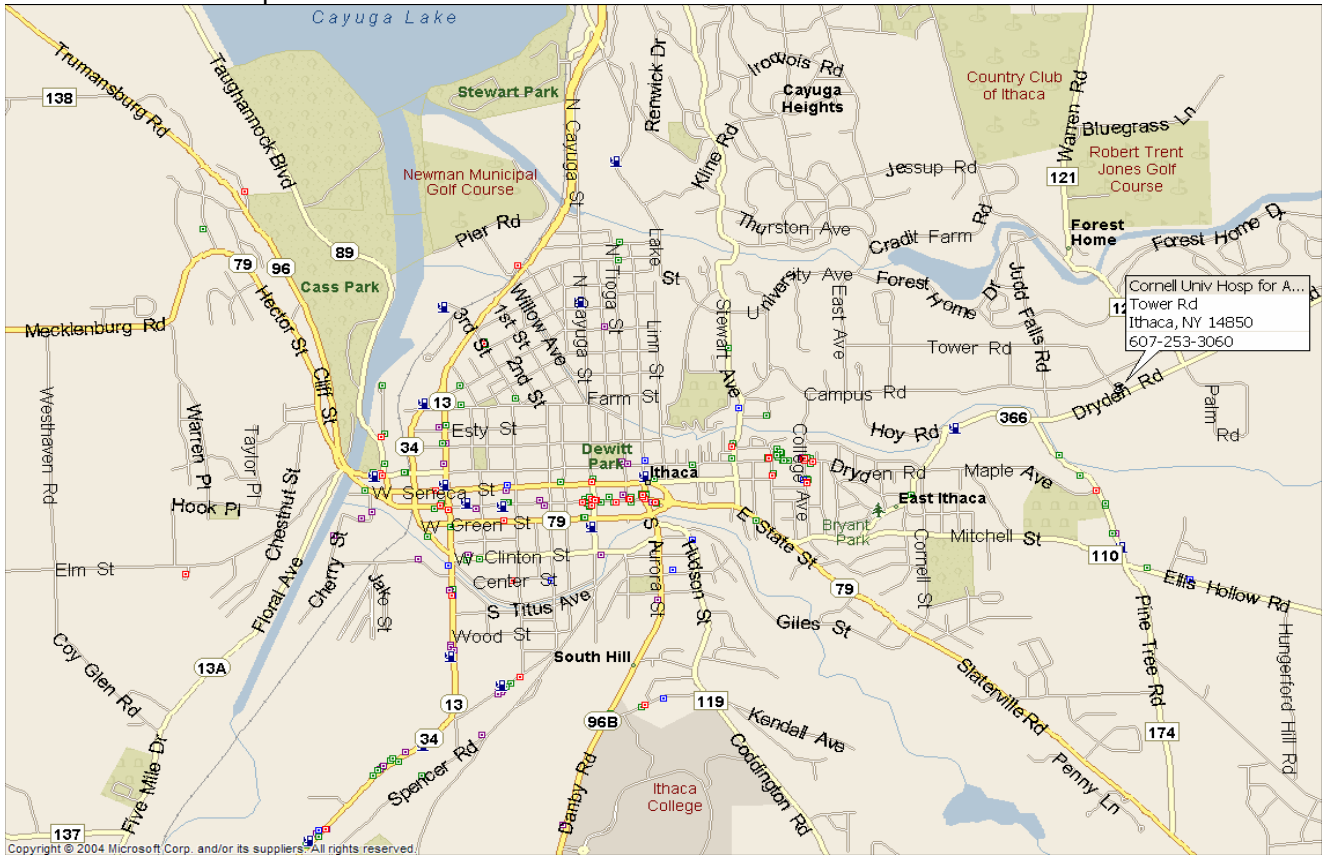 Cayuga Lake
Trumansburg Rd
138
Taughannock Blvd
Stewart Park
N Cayuga St
Renwick Dr
Iroquois Rd
Cayuga
Heights
Kline Rd
Country Club
of Ithaca
Warren Rd
Bluegrass Ln
Robert Trent
Jones Golf
Course
121
Newman Municipal
Golf Course
Jessup Rd
Pier Rd
Thurston Ave
Cradit Farm
Rd
Forest
Home
Forest Home D.
79
96
89
Cass Park
Hector St
Mecklenburg Rd
Cliff St
N Tioga St
N Cayuga St
Lake
St
Linn St
Willow Ave
1st St
2nd St
3rd St
University Ave
East Ave
Stewart Ave
Forest Home
Dr
Judd Falls Rd
12
Cornell Univ Hosp for A...
Tower Rd
Ithaca, NY 14850
607-253-3060
Tower Rd
Farm St
Campus Rd
Dryden Rd
Palm
Rd
Westhaven Rd
Warren Pl
Taylor Pl
Chestnut St
13
Esty St
34
Hoy Rd
366
Dewitt
Park
Ithaca
College Ave
Dryden Rd
Maple Ave
East Ithaca
Hook Pl
W Seneca St
W Green St
79
Bryant
Park
E State St
Mitchell St
110
Ellis Hollow Rd
Elm St
Floral Ave
Cherry St
Jake St
W Clinton St
Center St
S Titus Ave
Wood St
S Aurora St
Hudson St
Cornell St
79
Giles St
Pine Tree Rd
Hungerford Hill Rd
Coy Glen Rd
13A
South Hill
Slaterville Rd
13
34
96B
119
Kendall Ave
Coddington Rd
174
Penny Ln
Five Mile Dr
Spencer Rd
Danby Rd
Ithaca
College
137
Copyright © 2004 Microsoft Corp. and/or its suppliers. All rights reserved.